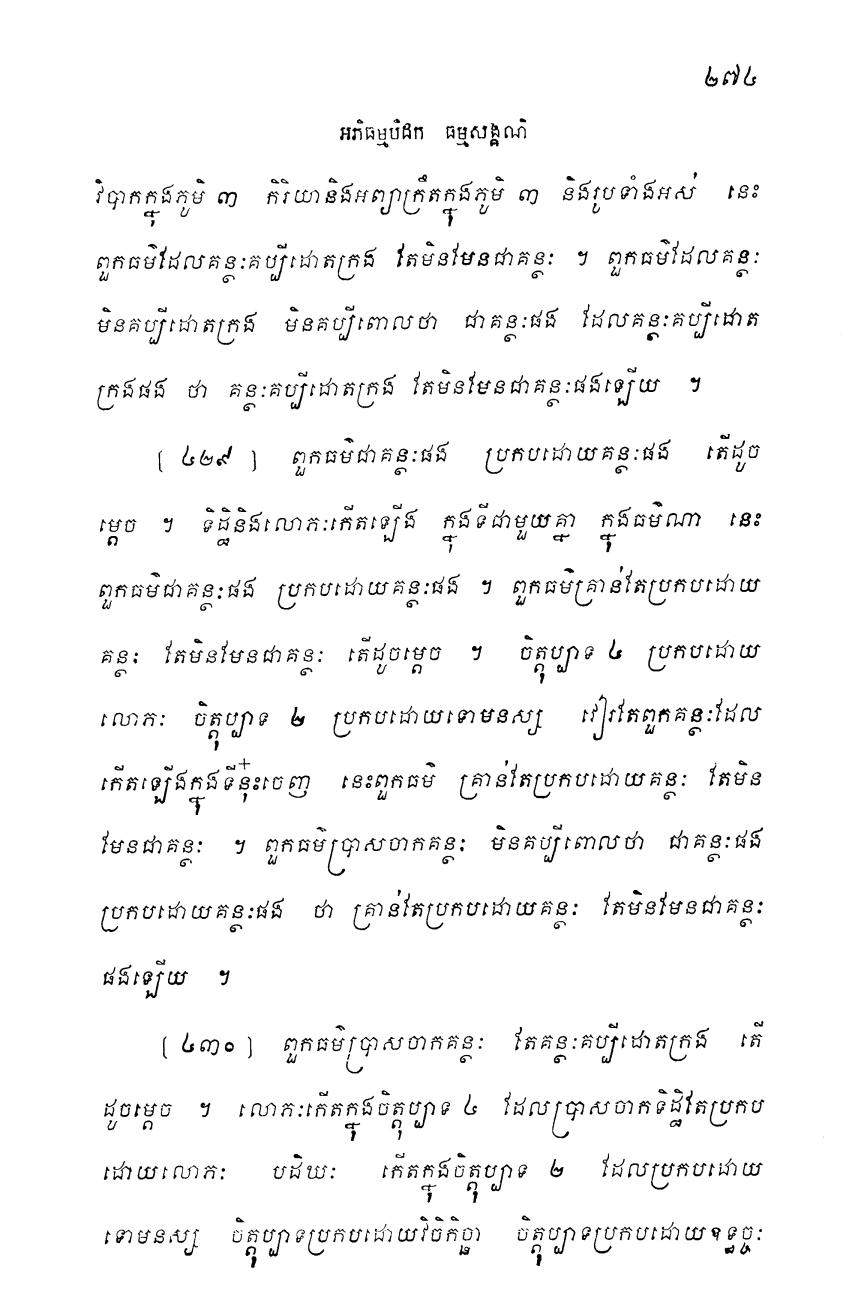 ២៧៤
អភិធម្មបិដក ធម្មសង្គណិ
វិបាកក្នុងភូមិ ៣ កិរិយានិងអព្យាក្រឹតក្នុងភូមិ ៣ និងរូបទាំងអស់ នេះ
ពួកធម៌ដែលគន្ថៈគប្បីដោតក្រង តែមិនមែនជាគន្ថៈ ។ ពួកធម៌ដែលគន្ថៈ
មិនគប្បីដោតក្រង មិនគប្បីពោលថា ជាគន្ថៈផង ដែលគន្ថៈគប្បីដោត
ក្រងផង ថា គន្ថៈគប្បីដោតក្រង តែមិនមែនជាគន្ថៈផងឡើយ ។
[ ៤២៩ ] ពួកធម៌ជាគន្ថៈផង ប្រកបដោយគន្ថៈផង តើដូច
ម្តេច ។ ទិដ្ឋិនិងលោភៈកើតឡើង ក្នុងទីជាមួយគ្នា ក្នុងធម៌ណា នេះ
ពួកធម៌ជាគន្ថៈផង ប្រកបដោយគន្ថៈផង ។ ពួកធម៌គ្រាន់តែប្រកបដោយ
គន្ថៈ តែមិនមែនជាគន្ថៈ តើដូចម្តេច ។ ចិត្តុប្បាទ ៤ ប្រកបដោយ
លោភៈ ចិត្តុប្បាទ ២ ប្រកបដោយទោមនស្ស វៀរតែពួកគន្ថៈដែល
កើតឡើងក្នុងទីនុ៎ះចេញ នេះពួកធម៌ គ្រាន់តែប្រកបដោយគន្ថៈ តែមិន
មែនជាគន្ថៈ ។ ពួកធម៌ប្រាសចាកគន្ថៈ មិនគប្បីពោលថា ជាគន្ថៈផង
ប្រកបដោយគន្ថៈផង ថា គ្រាន់តែប្រកបដោយគន្ថៈ តែមិនមែនជាគន្ថៈ
ផងឡើយ ។
[ ៤៣០ ] ពួកធម៌ប្រាសចាកគន្ថៈ តែគន្ថៈគប្បីដោតក្រង តើ
ដូចម្តេច ។ លោភៈកើតក្នុងចិត្តុប្បាទ ៤ ដែលប្រាសចាកទិដ្ឋិតែប្រកប
ដោយលោភៈ បដិឃៈ កើតក្នុងចិត្តុប្បាទ ២ ដែលប្រកបដោយ
ទោមនស្ស ចិត្តុប្បាទប្រកបដោយវិចិកិច្ឆា ចិត្តុប្បាទប្រកបដោយឧទ្ធច្ចៈ